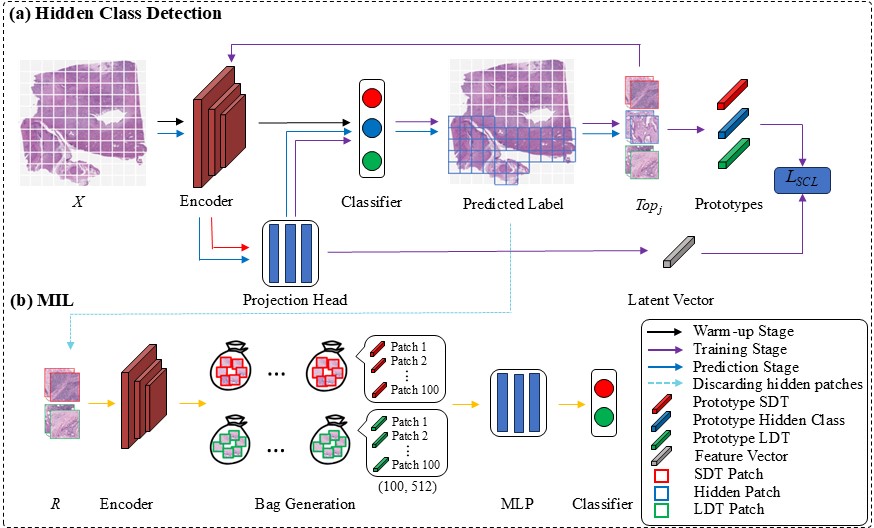 (a) Hidden Class Detection
X
Encoder
Classifier
Predicted Label
Top_j
Prototypes
L_SCL
Projection Head
Latent Vector
(b) MIL
Patch 1
Patch 2
⋮
Patch 100
...
Patch 1
Patch 2
⋮
Patch 100
...
(100, 512)
R
Encoder
Bag Generation
MLP
Classifier
Warm-up Stage
Training Stage
Prediction Stage
Discarding hidden patches
Prototype SDT
Prototype Hidden Class
Prototype LDT
Feature Vector
SDT Patch
Hidden Patch
LDT Patch